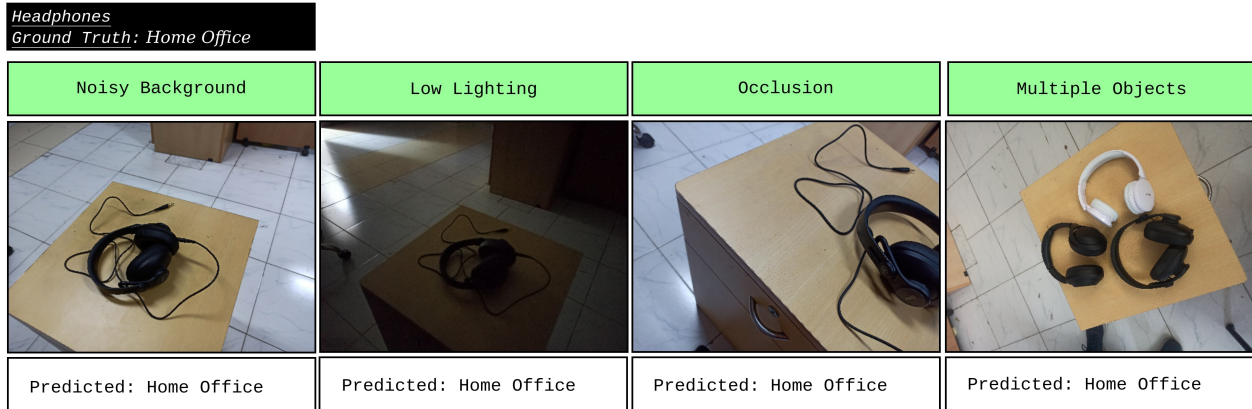 Headphones
Ground Truth: Home Office
Noisy Background
Low Lighting
Occlusion
Multiple Objects
Predicted: Home Office
Predicted: Home Office
Predicted: Home Office
Predicted: Home Office